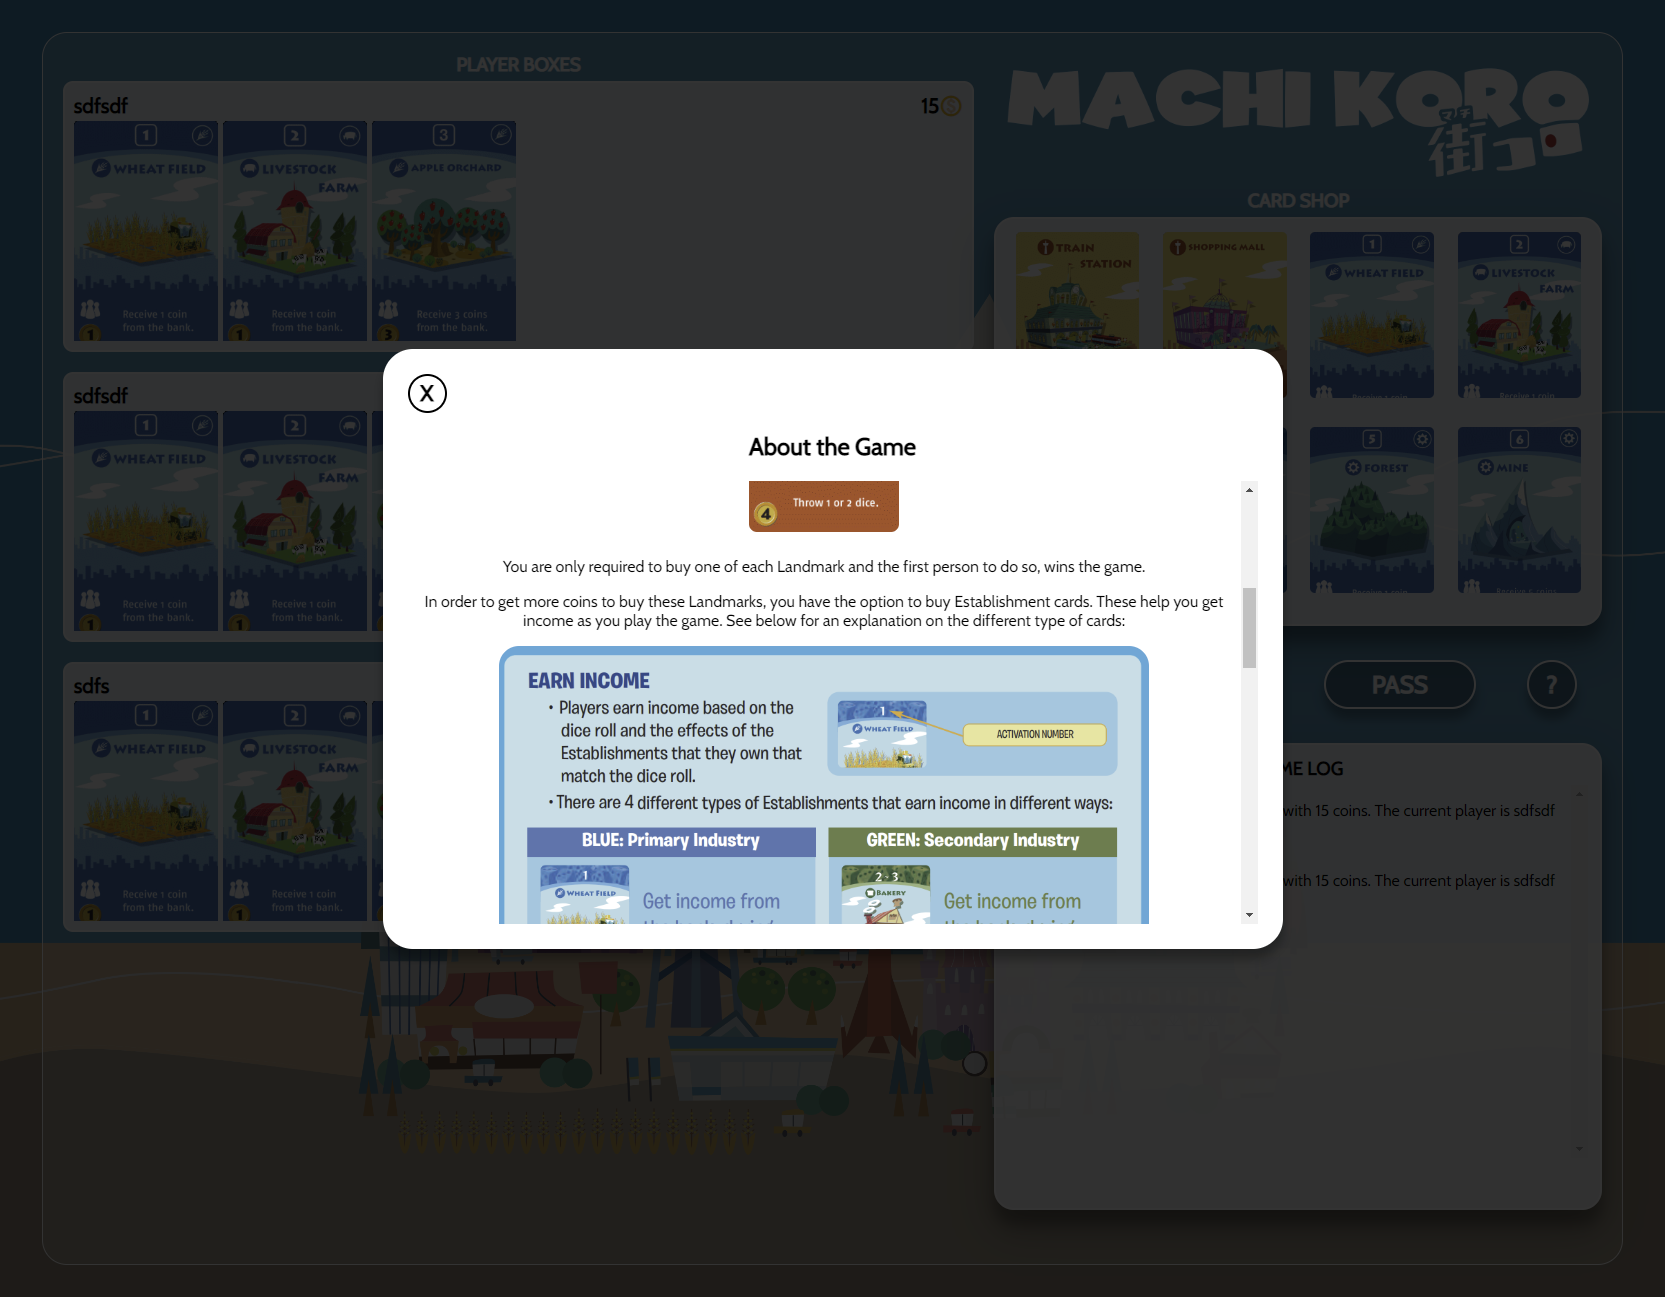 PLAYER BOXES
sdfsdf
15
1
WHEAT FIELD
Receive 1 coin
from the bank.
1
2
LIVESTOCK
FARM
Receive 1 coin
from the bank.
1
3
APPLE ORCHARD
Receive 3 coins
from the bank.
3
sdfsdf
1
WHEAT FIELD
Receive 1 coin
from the bank.
1
2
LIVESTOCK
FARM
Receive 1 coin
from the bank.
1
sdfs
1
WHEAT FIELD
Receive 1 coin
from the bank.
1
2
LIVESTOCK
FARM
Receive 1 coin
from the bank.
1
MACHI KORO
マチ
街コロ
CARD SHOP
TRAIN
STATION
SHOPPING MALL
1
WHEAT FIELD
2
LIVESTOCK
FARM
5
FOREST
6
MINE
PASS
?
ME LOG
with 15 coins. The current player is sdfsdf
with 15 coins. The current player is sdfsdf
X
About the Game
4
Throw 1 or 2 dice.
You are only required to buy one of each Landmark and the first person to do so, wins the game.
In order to get more coins to buy these Landmarks, you have the option to buy Establishment cards. These help you get
income as you play the game. See below for an explanation on the different type of cards:
EARN INCOME
• Players earn income based on the
dice roll and the effects of the
Establishments that they own that
match the dice roll.
1
WHEAT FIELD
ACTIVATION NUMBER
• There are 4 different types of Establishments that earn income in different ways:
BLUE: Primary Industry
1
WHEAT FIELD
Get income from
GREEN: Secondary Industry
2 - 3
BAKERY
Get income from